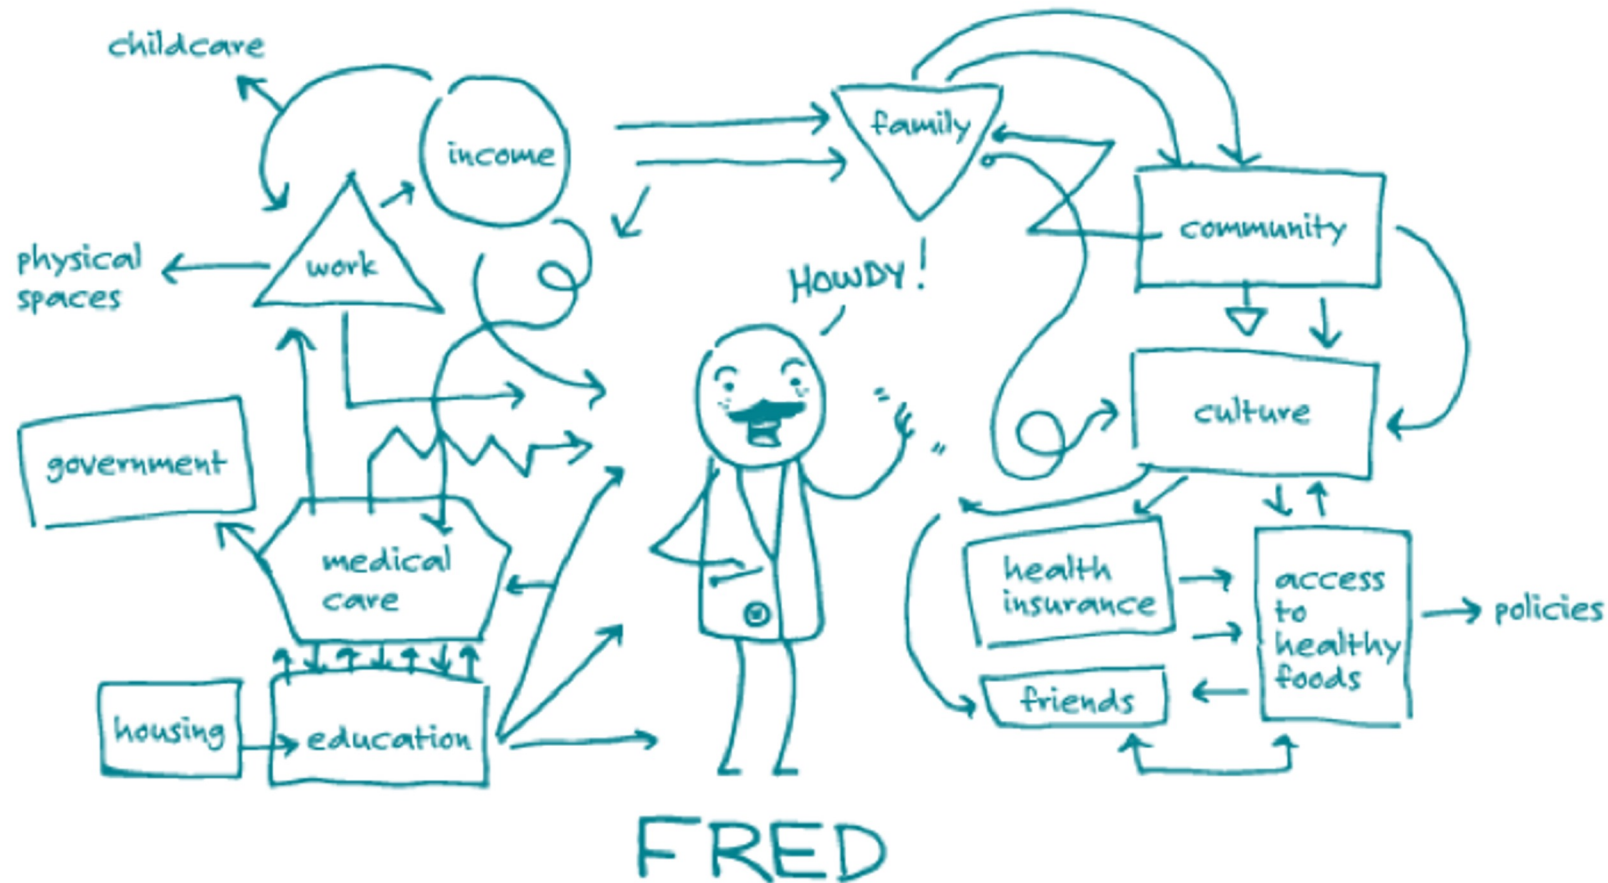 childcare
income
family
physical
spaces
work
community
HOWDY!
culture
government
medical
care
health
insurance
access
to
healthy
foods
policies
friends
housing
education
FRED